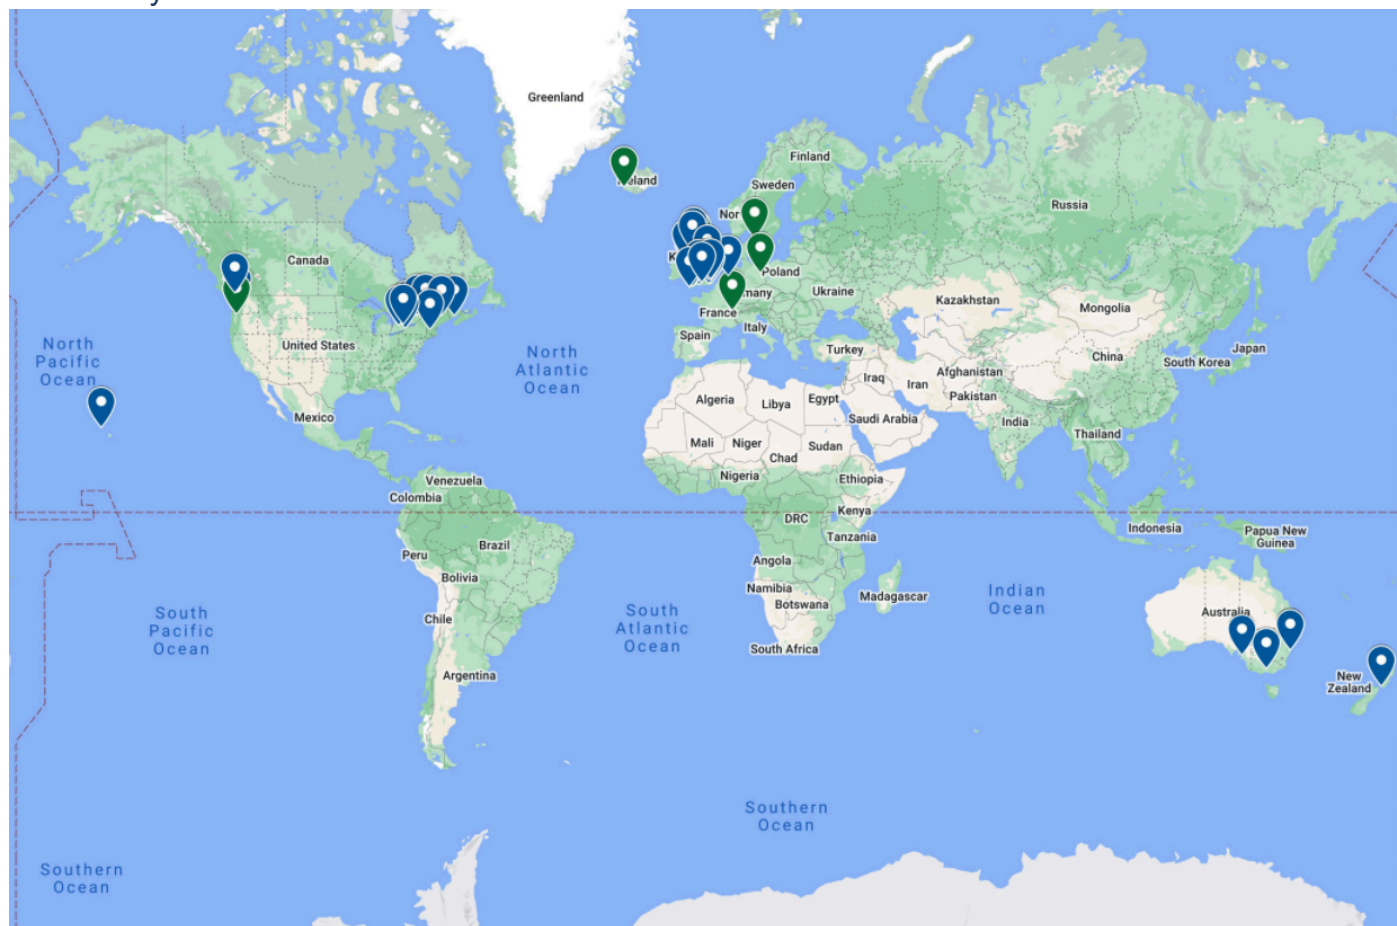 Greenland
Finland
Sweden
Nor
Russia
Canada
Poland
Ukraine
Kazakhstan
Mongolia
France
Italy
Spain
Turkey
United States
North
Pacific
Ocean
North
Atlantic
Ocean
China
South Korea
Japan
Iraq
Iran
Afghanistan
Pakistan
Algeria
Libya
Egypt
Saudi Arabia
India
Mexico
Mali
Niger
Chad
Sudan
Thailand
Nigeria
Ethiopia
Venezuela
Colombia
DRC
Kenya
Tanzania
Indonesia
Papua New
Guinea
Peru
Brazil
Bolivia
Angola
Namibia
Botswana
Madagascar
Indian
Ocean
South
Pacific
Ocean
South
Atlantic
Ocean
Chile
Argentina
South Africa
Australia
New
Zealand
Southern
Ocean
Southern
Ocean